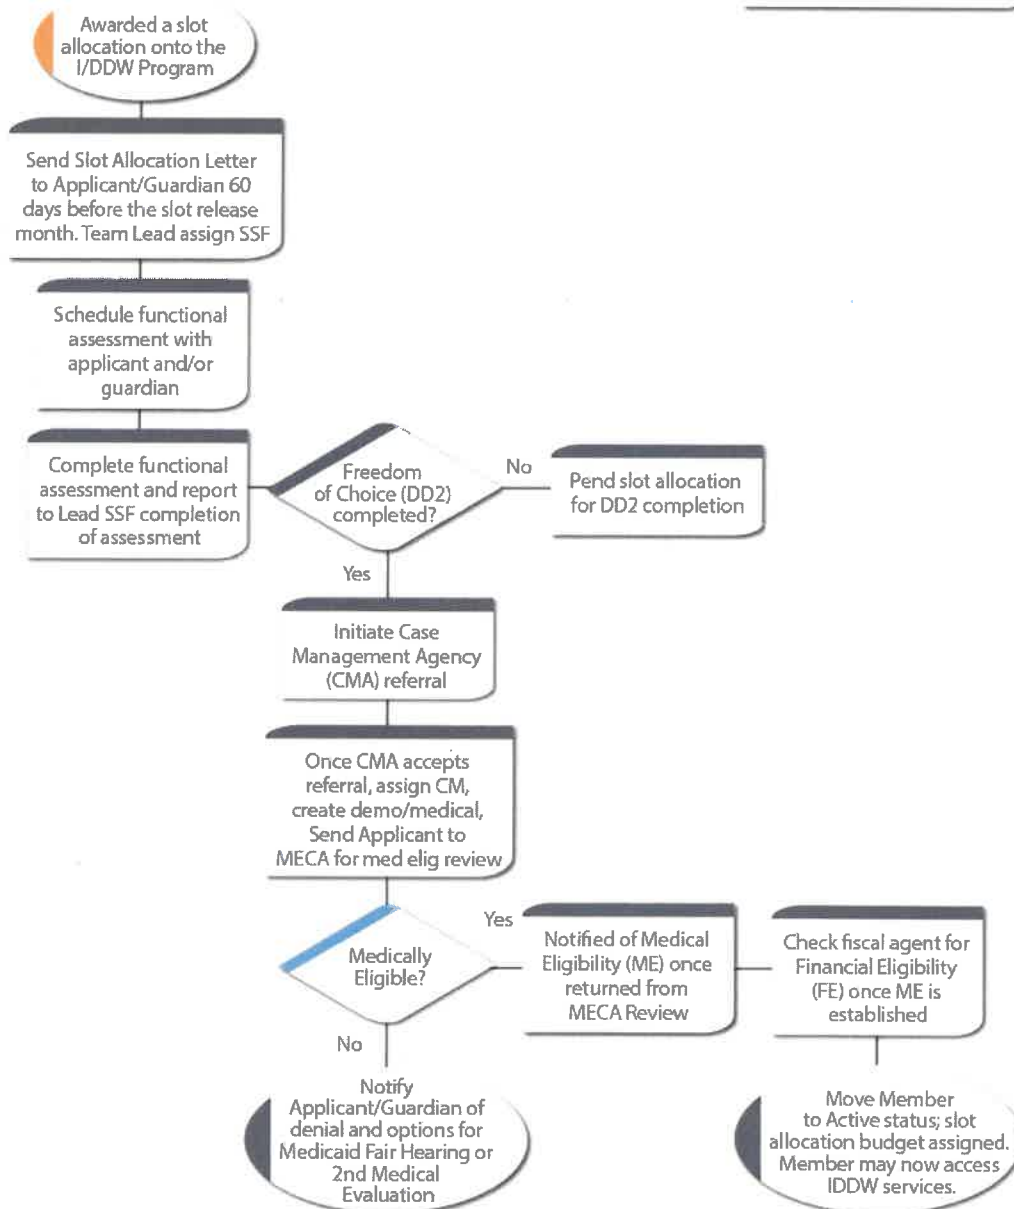 Awarded a slot
allocation onto the
I/DDW Program
Send Slot Allocation Letter
to Applicant/Guardian 60
days before the slot release
month. Team Lead assign SSF
Schedule functional
assessment with
applicant and/or
guardian
Complete functional
assessment and report
to Lead SSF completion
of assessment
Freedom
of Choice (DD2)
completed?
No
Pend slot allocation
for DD2 completion
Yes
Initiate Case
Management Agency
(CMA) referral
Once CMA accepts
referral, assign CM,
create demo/medical,
Send Applicant to
MECA for med elig review
Medically
Eligible?
Yes
Notified of Medical
Eligibility (ME) once
returned from
MECA Review
Check fiscal agent for
Financial Eligibility
(FE) once ME is
established
No
Notify
Applicant/Guardian of
denial and options for
Medicaid Fair Hearing or
2nd Medical
Evaluation
Move Member
to Active status; slot
allocation budget assigned.
Member may now access
IDDW services.